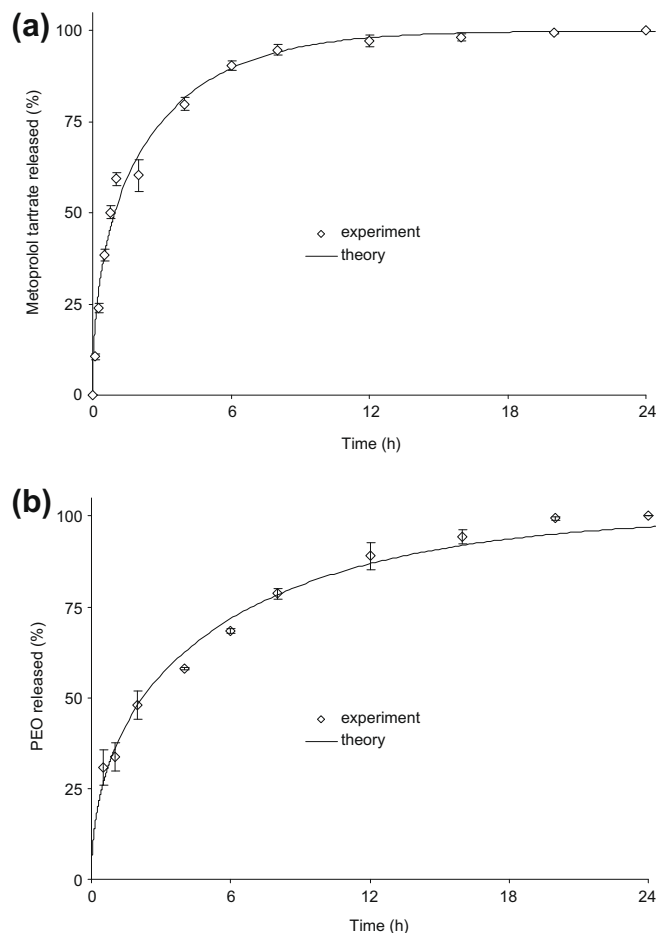 (a)
Metoprolol tartrate released (%)
100
75
50
25
0
experiment
theory
0 6 12 18 24
Time (h)
(b)
PEO released (%)
100
75
50
25
0
experiment
theory
0 6 12 18 24
Time (h)